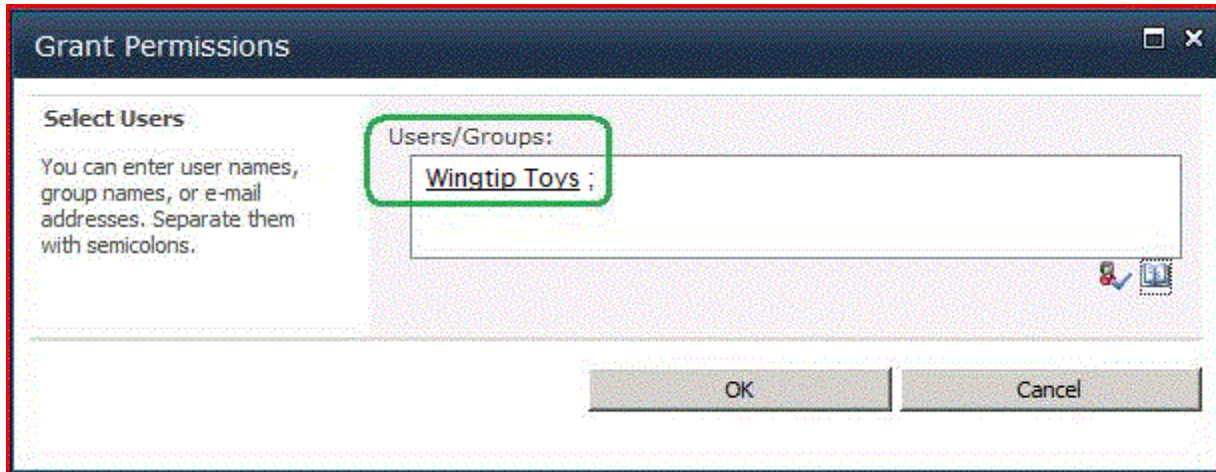 Grant Permissions
Select Users
You can enter user names,
group names, or e-mail
addresses. Separate them
with semicolons.
Users/Groups:
Wingtip Toys ;
OK
Cancel